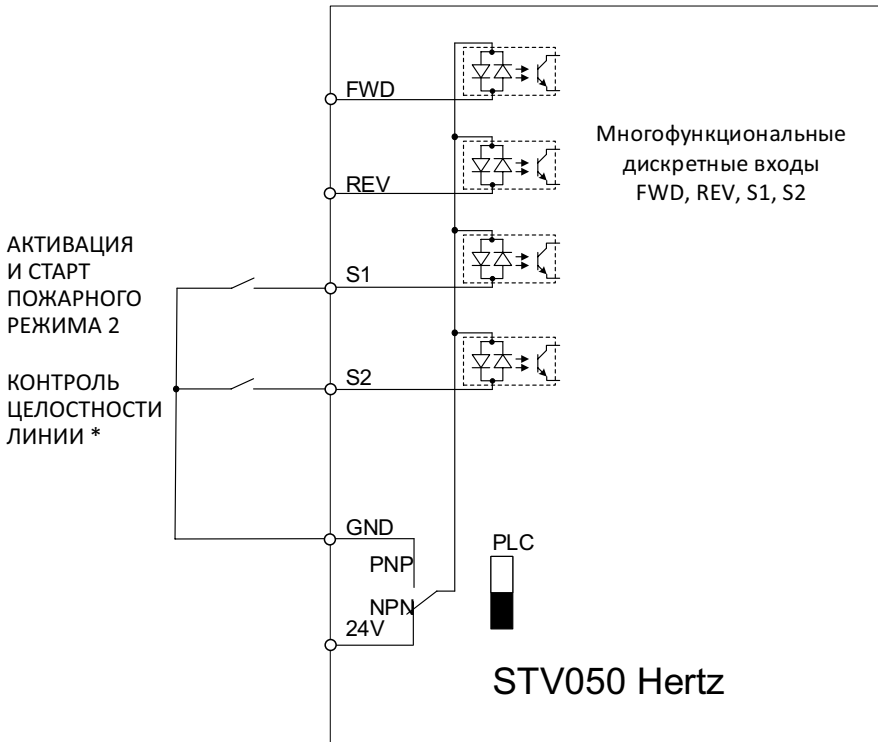 FWD
Многофункциональные
дискретные входы
FWD, REV, S1, S2
REV
АКТИВАЦИЯ
И СТАРТ
ПОЖАРНОГО
РЕЖИМА 2
S1
КОНТРОЛЬ
ЦЕЛОСТНОСТИ
ЛИНИИ *
S2
GND
PNP
PLC
NPN
24V
STV050 Hertz